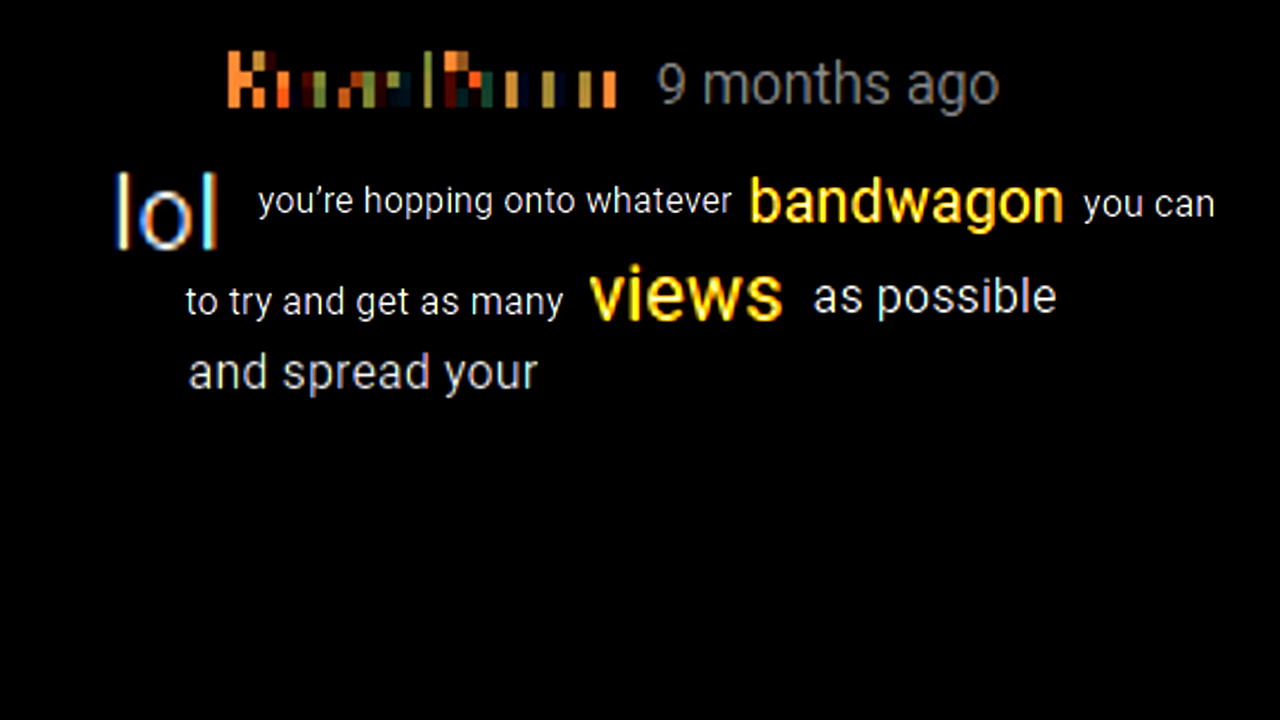 9 months ago
lol you’re hopping onto whatever bandwagon you can
to try and get as many views as possible
and spread your